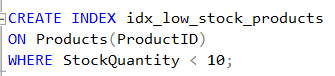 CREATE INDEX idx_low_stock_products
ON Products(ProductID)
WHERE StockQuantity < 10;